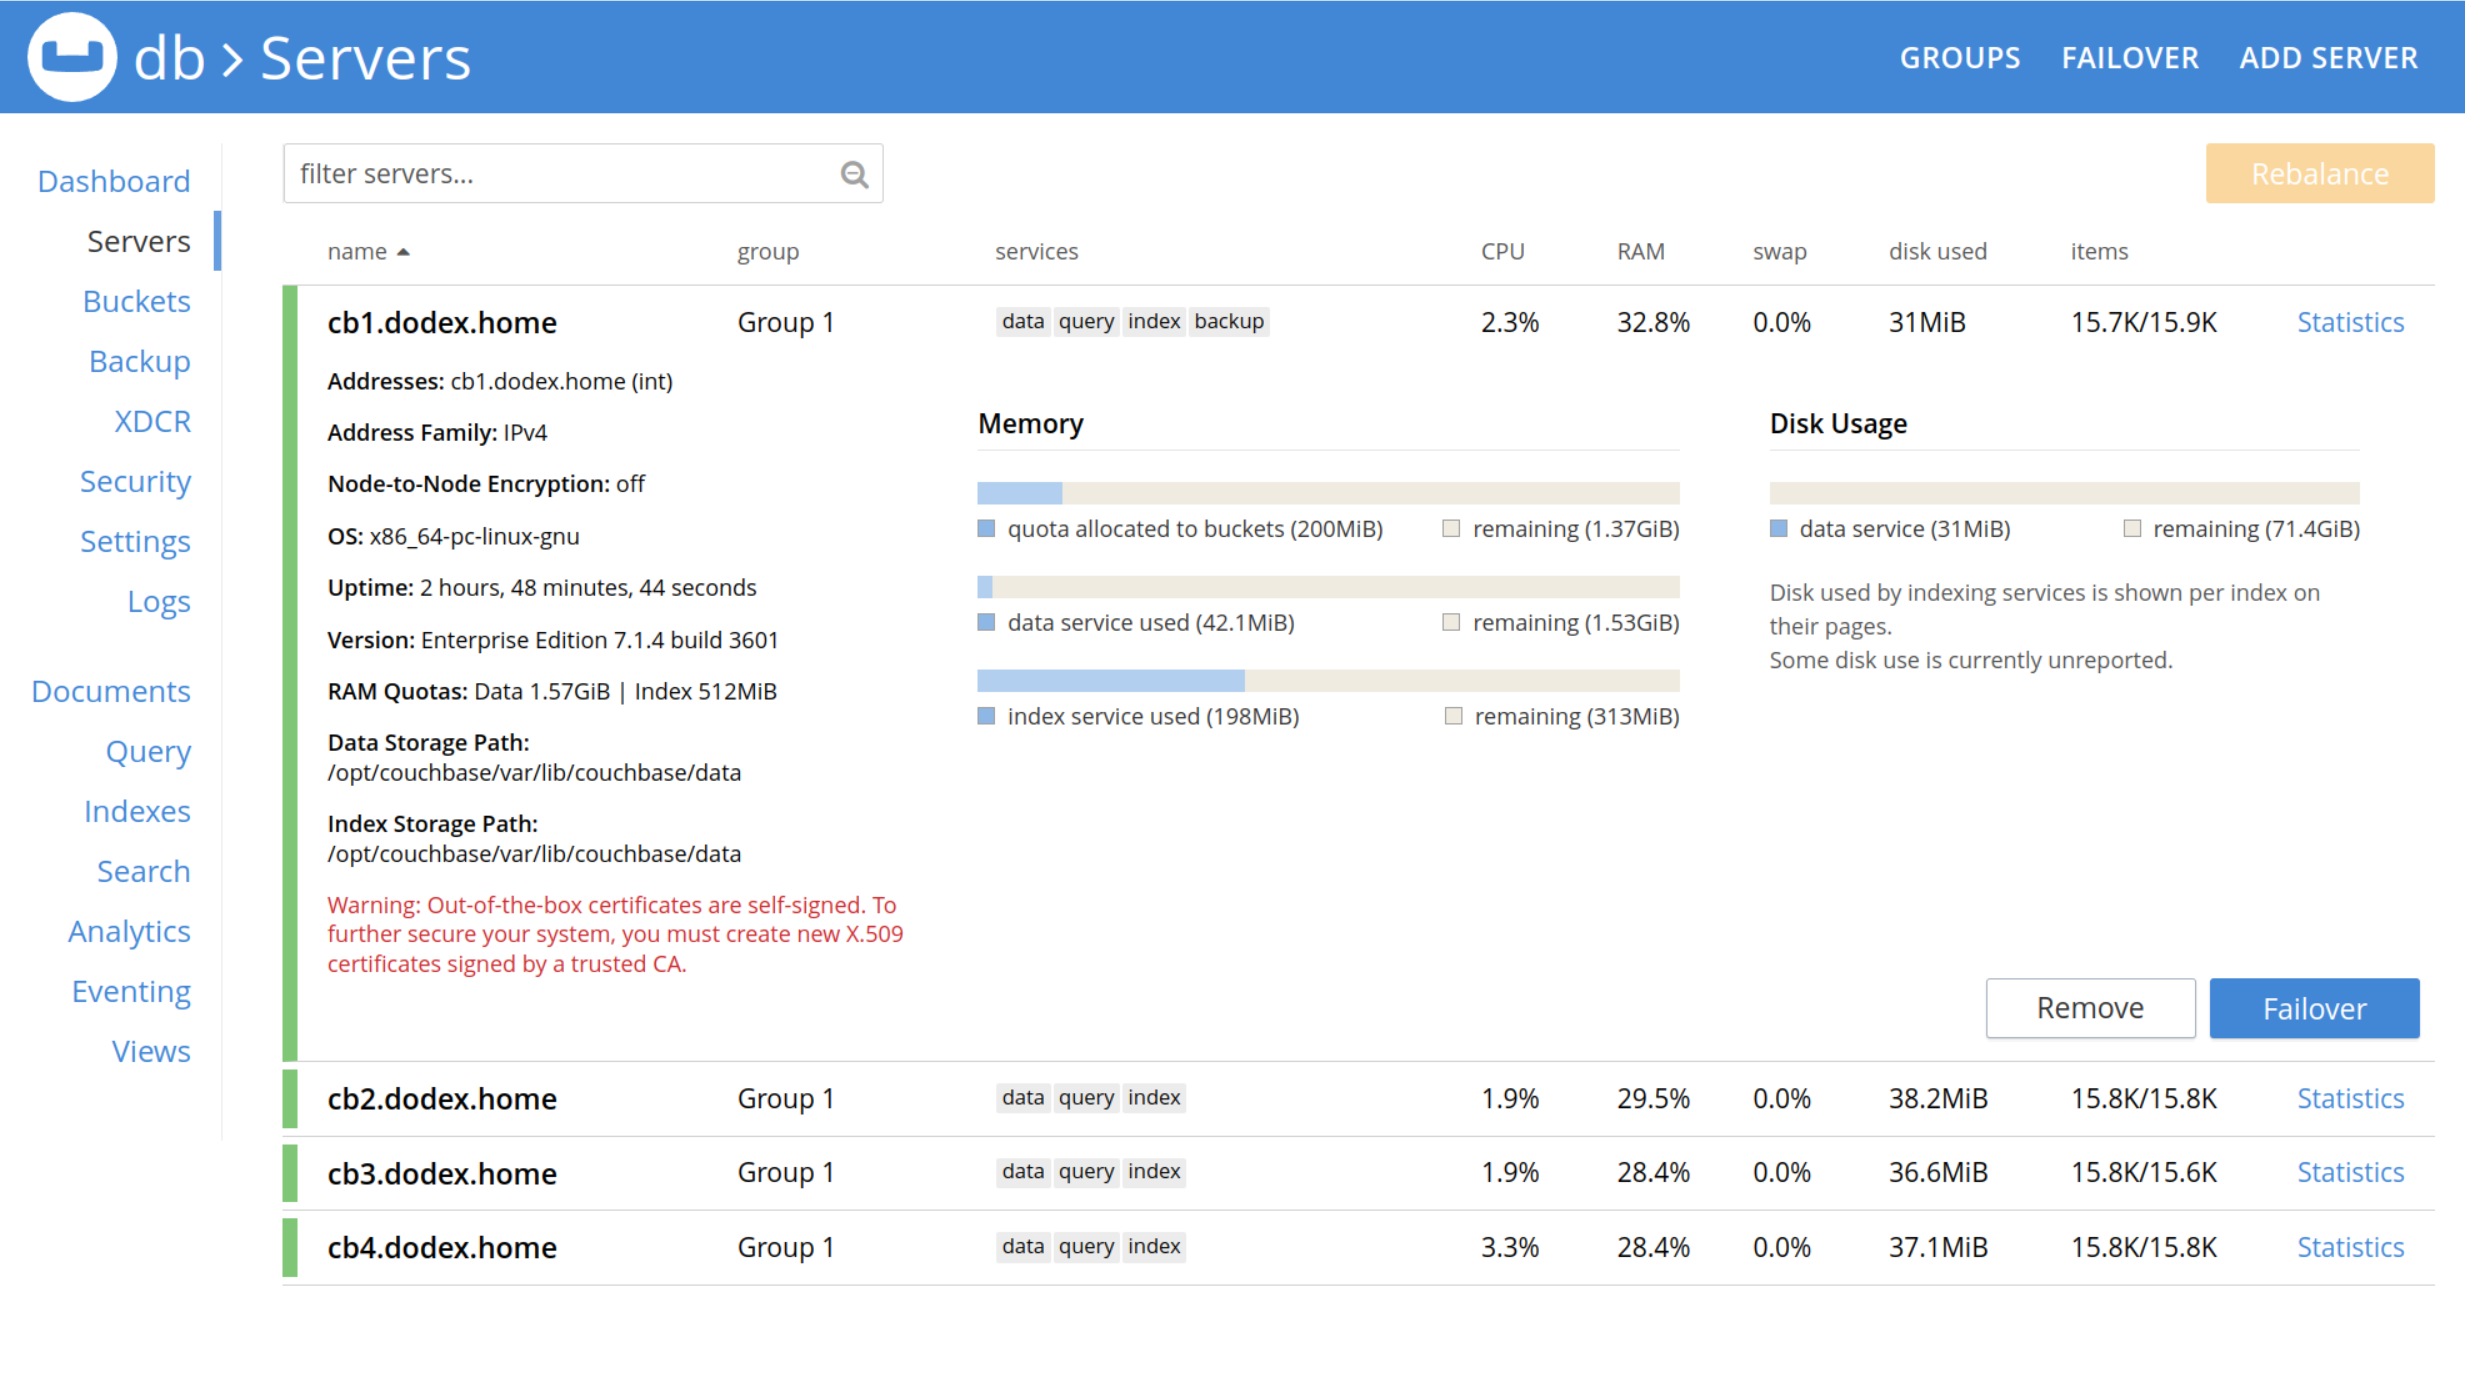 db > Servers
GROUPS FAILOVER ADD SERVER
Dashboard
Servers
Buckets
Backup
XDCR
Security
Settings
Logs
Documents
Query
Indexes
Search
Analytics
Eventing
Views
filter servers...
Rebalance
name group services CPU RAM swap disk used items
cb1.dodex.home Group 1 data query index backup 2.3% 32.8% 0.0% 31MiB 15.7K/15.9K Statistics
Addresses: cb1.dodex.home (int)
Address Family: IPv4
Node-to-Node Encryption: off
OS: x86_64-pc-linux-gnu
Uptime: 2 hours, 48 minutes, 44 seconds
Version: Enterprise Edition 7.1.4 build 3601
RAM Quotas: Data 1.57GiB | Index 512MiB
Data Storage Path:
/opt/couchbase/var/lib/couchbase/data
Index Storage Path:
/opt/couchbase/var/lib/couchbase/data
Warning: Out-of-the-box certificates are self-signed. To
further secure your system, you must create new X.509
certificates signed by a trusted CA.
Memory
quota allocated to buckets (200MiB) remaining (1.37GiB)
data service used (42.1MiB) remaining (1.53GiB)
index service used (198MiB) remaining (313MiB)
Disk Usage
data service (31MiB) remaining (71.4GiB)
Disk used by indexing services is shown per index on
their pages.
Some disk use is currently unreported.
Remove Failover
cb2.dodex.home Group 1 data query index 1.9% 29.5% 0.0% 38.2MiB 15.8K/15.8K Statistics
cb3.dodex.home Group 1 data query index 1.9% 28.4% 0.0% 36.6MiB 15.8K/15.6K Statistics
cb4.dodex.home Group 1 data query index 3.3% 28.4% 0.0% 37.1MiB 15.8K/15.8K Statistics